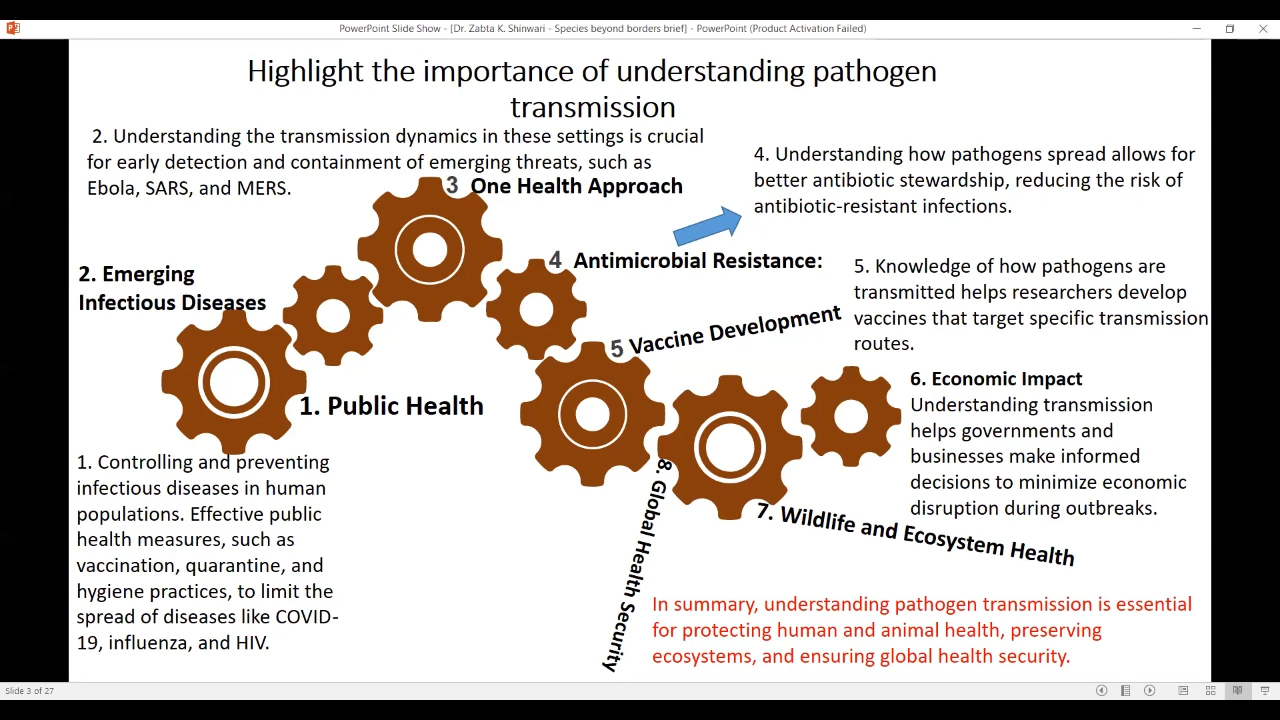 PowerPoint Slide Show - [Dr. Zabta K. Shinwari - Species beyond borders brief] - PowerPoint (Product Activation Failed)
Highlight the importance of understanding pathogen
transmission
2. Understanding the transmission dynamics in these settings is crucial
for early detection and containment of emerging threats, such as
Ebola, SARS, and MERS.
3 One Health Approach
4. Understanding how pathogens spread allows for
better antibiotic stewardship, reducing the risk of
antibiotic-resistant infections.
2. Emerging
Infectious Diseases
4 Antimicrobial Resistance:
5 Vaccine Development
5. Knowledge of how pathogens are
transmitted helps researchers develop
vaccines that target specific transmission
routes.
1. Public Health
6. Economic Impact
Understanding transmission
helps governments and
businesses make informed
decisions to minimize economic
disruption during outbreaks.
1. Controlling and preventing
infectious diseases in human
populations. Effective public
health measures, such as
vaccination, quarantine, and
hygiene practices, to limit the
spread of diseases like COVID-
19, influenza, and HIV.
8. Global Health Security
7. Wildlife and Ecosystem Health
In summary, understanding pathogen transmission is essential
for protecting human and animal health, preserving
ecosystems, and ensuring global health security.
Slide 3 of 27